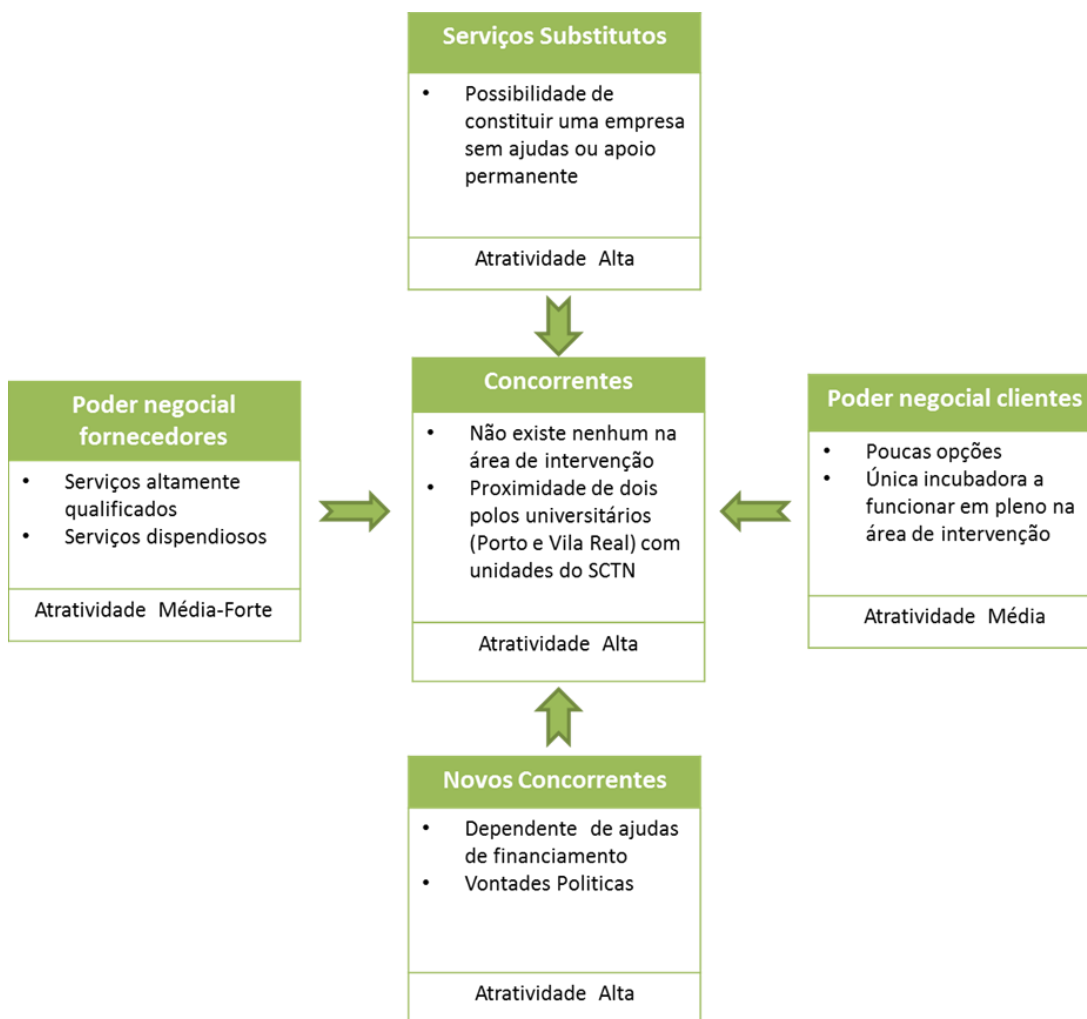 Serviços Substitutos
• Possibilidade de
constituir uma empresa
sem ajudas ou apoio
permanente
Atratividade Alta
Poder negocial
fornecedores
• Serviços altamente
qualificados
• Serviços dispendiosos
Atratividade Média-Forte
Concorrentes
• Não existe nenhum na
área de intervenção
• Proximidade de dois
polos universitários
(Porto e Vila Real) com
unidades do SCTN
Atratividade Alta
Poder negocial clientes
• Poucas opções
• Única incubadora a
funcionar em pleno na
área de intervenção
Atratividade Média
Novos Concorrentes
• Dependente de ajudas
de financiamento
• Vontades Politicas
Atratividade Alta